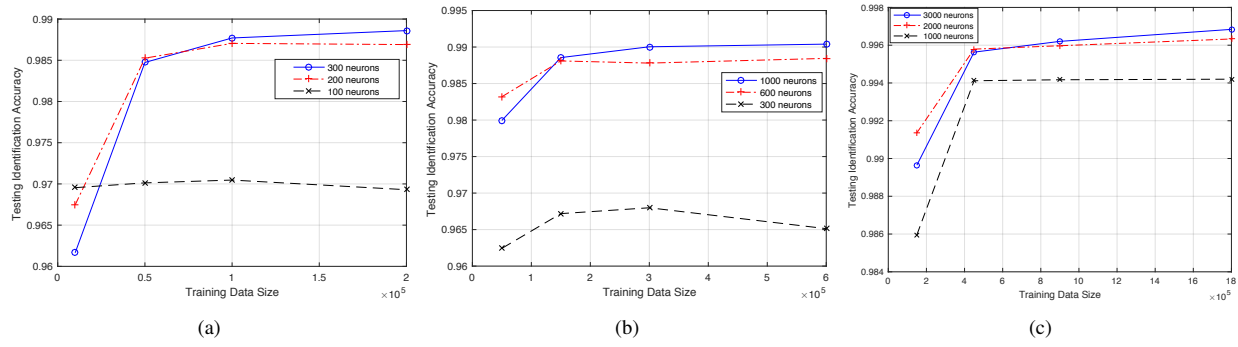 0.99
0.985
0.98
0.975
0.97
0.965
0.96
Testing Identification Accuracy
300 neurons
200 neurons
100 neurons
0 0.5 1 1.5 2
Training Data Size ×10^5
(a)
0.995
0.99
0.985
0.98
0.975
0.97
0.965
0.96
Testing Identification Accuracy
1000 neurons
600 neurons
300 neurons
0 1 2 3 4 5 6
Training Data Size ×10^5
(b)
0.998
0.996
0.994
0.992
0.99
0.988
0.986
0.984
Testing Identification Accuracy
3000 neurons
2000 neurons
1000 neurons
0 2 4 6 8 10 12 14 16 18
Training Data Size ×10^5
(c)